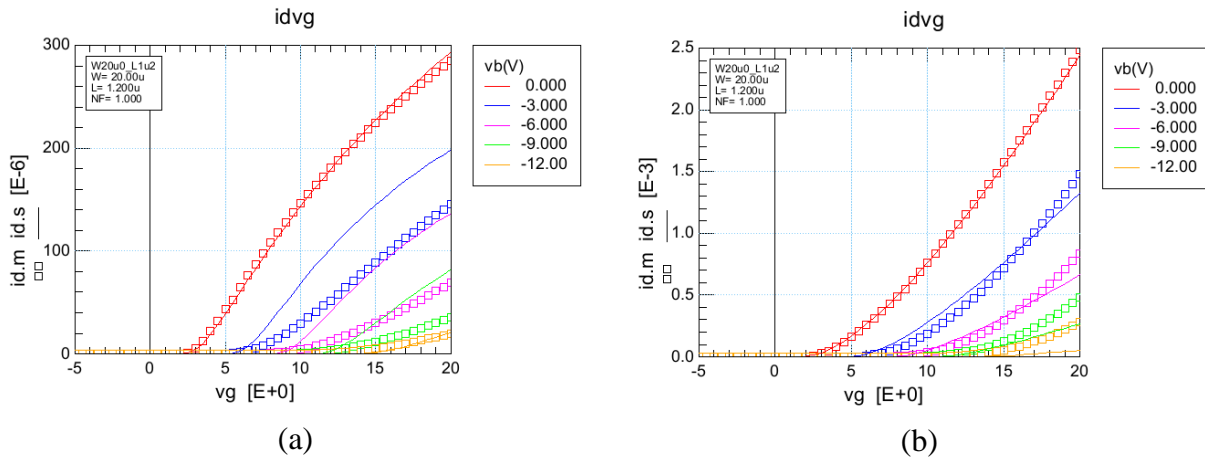 idvg
300
200
100
0
-5
0
5
10
15
20
id.m id.s [E-6]
vg [E+0]
W20u0_L1u2
W= 20.00u
L= 1.200u
NF= 1.000
vb(V)
0.000
-3.000
-6.000
-9.000
-12.00
(a)
idvg
2.5
2.0
1.5
1.0
0.5
0.0
-5
0
5
10
15
20
id.m id.s [E-3]
vg [E+0]
W20u0_L1u2
W= 20.00u
L= 1.200u
NF= 1.000
vb(V)
0.000
-3.000
-6.000
-9.000
-12.00
(b)